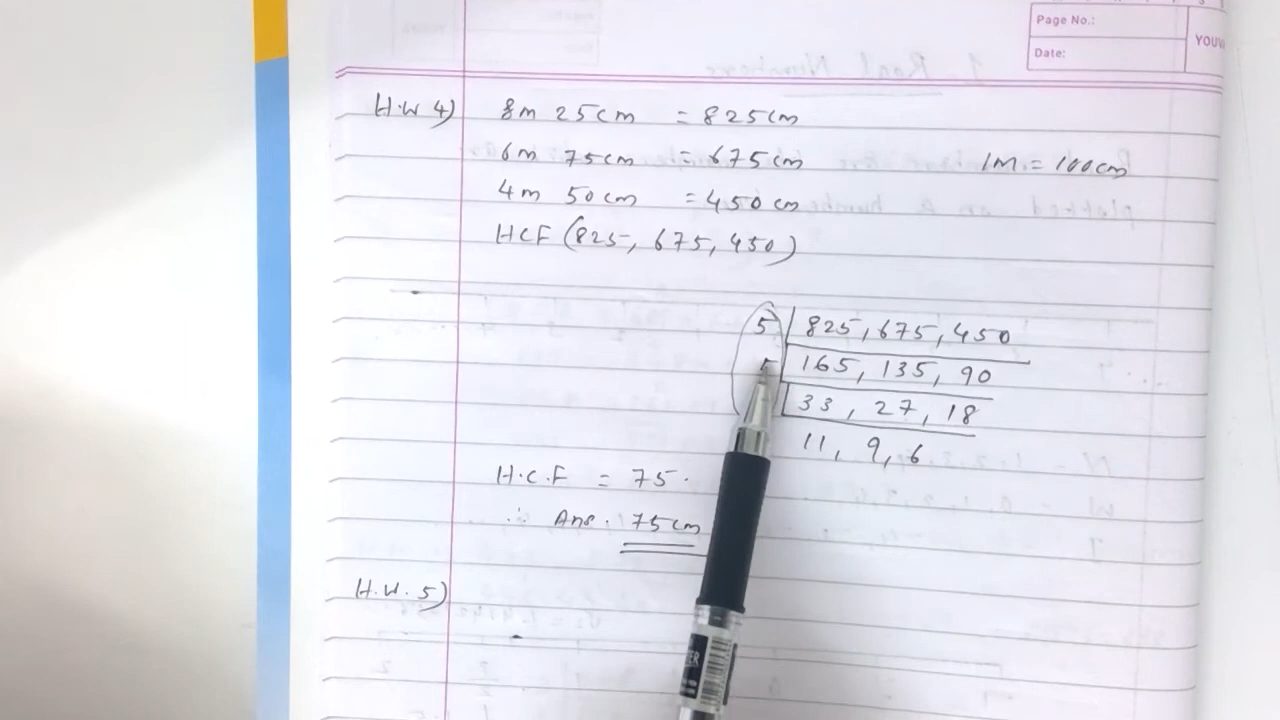 Page No.:
YOUV
Date:
H.W 4) 8m 25cm = 825cm
6m 75cm = 675cm 1m = 100cm
4m 50cm = 450cm
HCF (825, 675, 450)
5 825, 675, 450
5 165, 135, 90
33, 27, 18
11, 9, 6
H.C.F = 75.
∴ Ans. 75cm
H.W. 5)